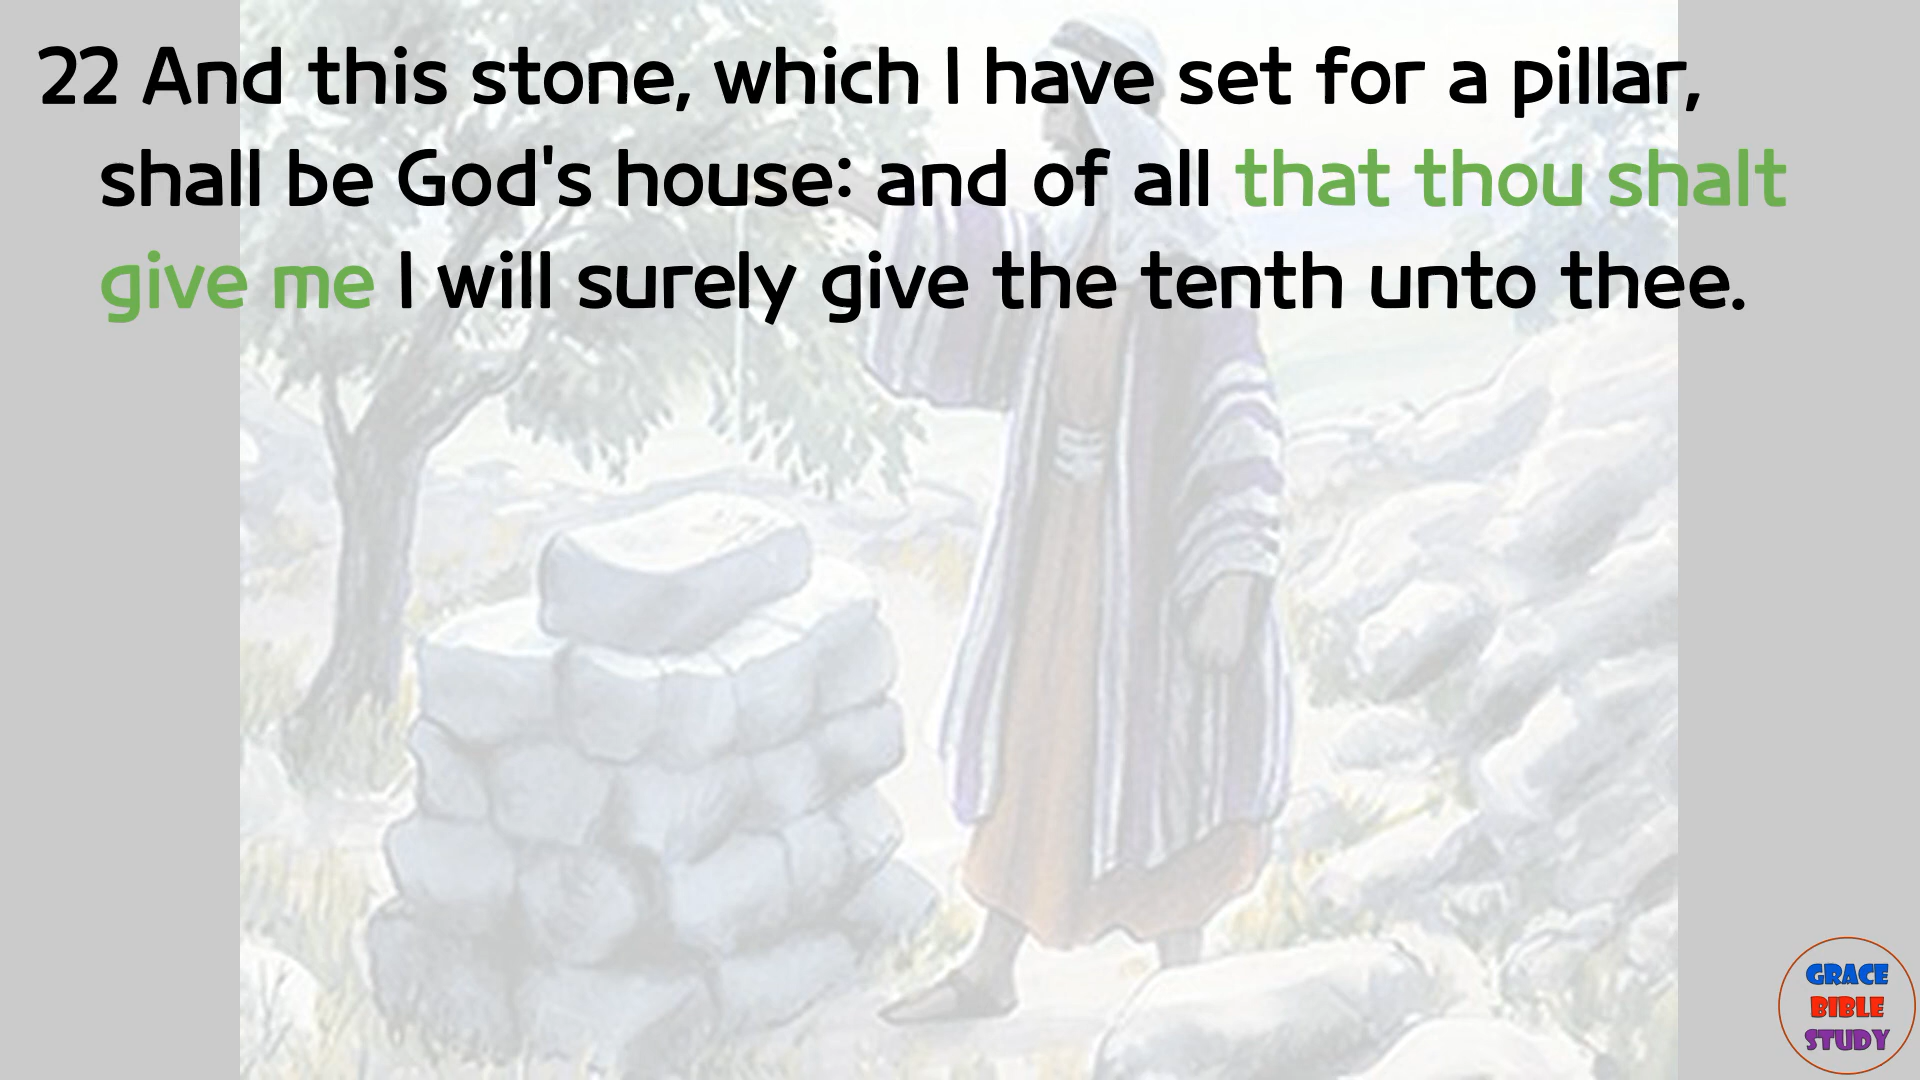 22 And this stone, which I have set for a pillar,
shall be God's house: and of all that thou shalt
give me I will surely give the tenth unto thee.
GRACE
BIBLE
STUDY